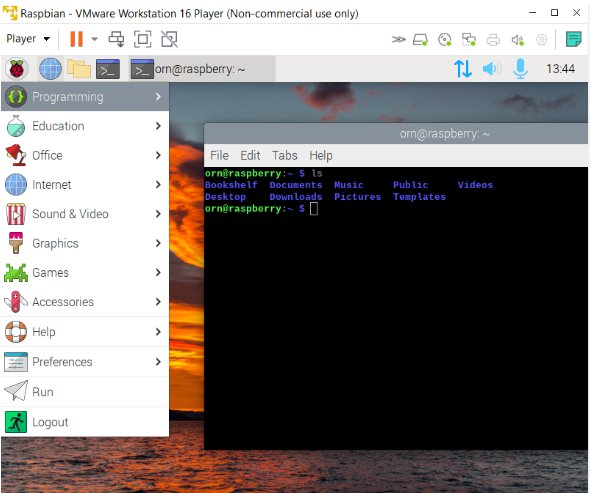 Raspbian - VMware Workstation 16 Player (Non-commercial use only)
Player
orn@raspberry: ~
13:44
Programming
Education
Office
Internet
Sound & Video
Graphics
Games
Accessories
Help
Preferences
Run
Logout
orn@raspberry: ~
File Edit Tabs Help
orn@raspberry:~ $ ls
Bookshelf Documents Music Public Videos
Desktop Downloads Pictures Templates
orn@raspberry:~ $